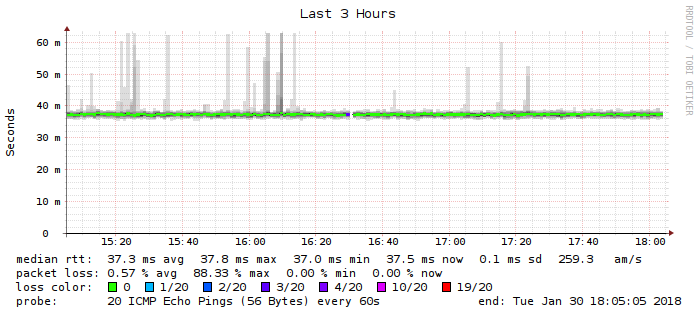 Last 3 Hours
RRDTOOL / TOBI OETIKER
Seconds
60 m
50 m
40 m
30 m
20 m
10 m
0
15:20 15:40 16:00 16:20 16:40 17:00 17:20 17:40 18:00
median rtt: 37.3 ms avg 37.8 ms max 37.0 ms min 37.5 ms now 0.1 ms sd 259.3 am/s
packet loss: 0.57 % avg 88.33 % max 0.00 % min 0.00 % now
loss color: 0 1/20 2/20 3/20 4/20 10/20 19/20
probe: 20 ICMP Echo Pings (56 Bytes) every 60s end: Tue Jan 30 18:05:05 2018